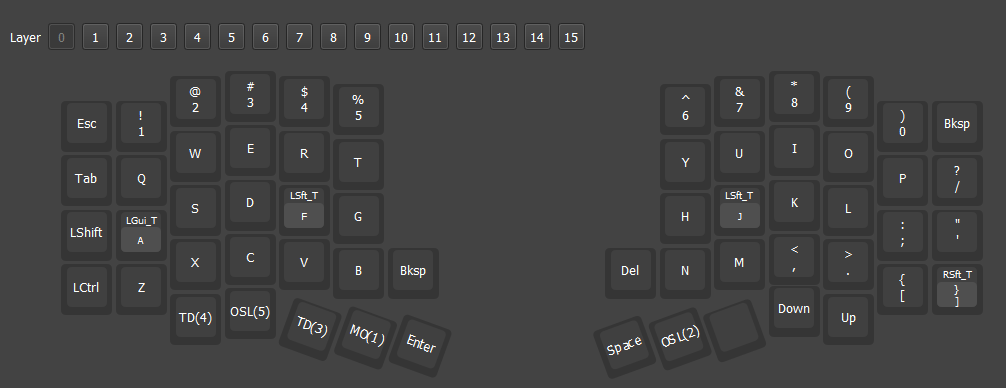 Layer 0 1 2 3 4 5 6 7 8 9 10 11 12 13 14 15
@ # $ % ^ & * (
2 3 4 5 6 7 8 9
Esc ! ) Bksp
1 0
W E R T Y U I O
Tab Q P ?
/
S D LSft_T G H LSft_T K L
F J
LShift LGui_T : "
A ; '
X C V B Bksp Del N M < >
, .
LCtrl Z { RSft_T
[ }
]
TD(4) OSL(5) TD(3) MO(1) Enter Space OSL(2) Down Up